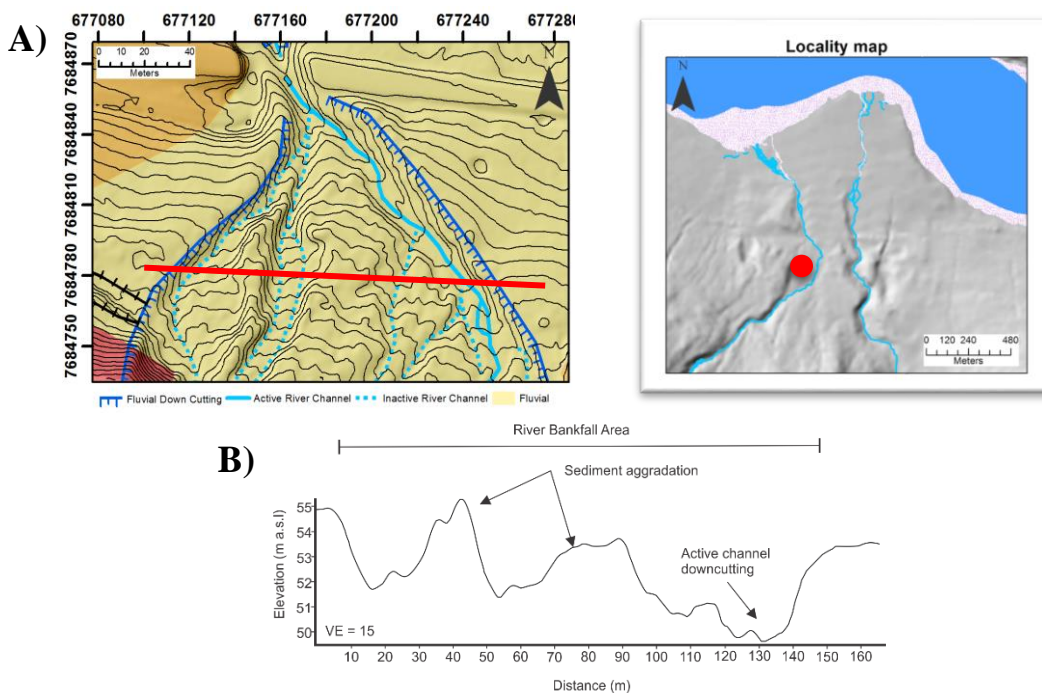 A)
677080 677120 677160 677200 677240 677280
7684870
7684840
7684810
7684780
7684750
0 10 20 40
Meters
N
Fluvial Down Cutting Active River Channel Inactive River Channel Fluvial
Locality map
N
0 120 240 480
Meters
B)
River Bankfall Area
Sediment aggradation
Active channel
downcutting
Elevation (m a.s.l)
55
54
53
52
51
50
VE = 15
10 20 30 40 50 60 70 80 90 100 110 120 130 140 150 160
Distance (m)